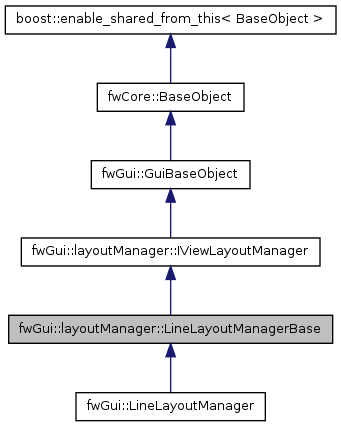 boost::enable_shared_from_this< BaseObject >
fwCore::BaseObject
fwGui::GuiBaseObject
fwGui::layoutManager::IViewLayoutManager
fwGui::layoutManager::LineLayoutManagerBase
fwGui::LineLayoutManager